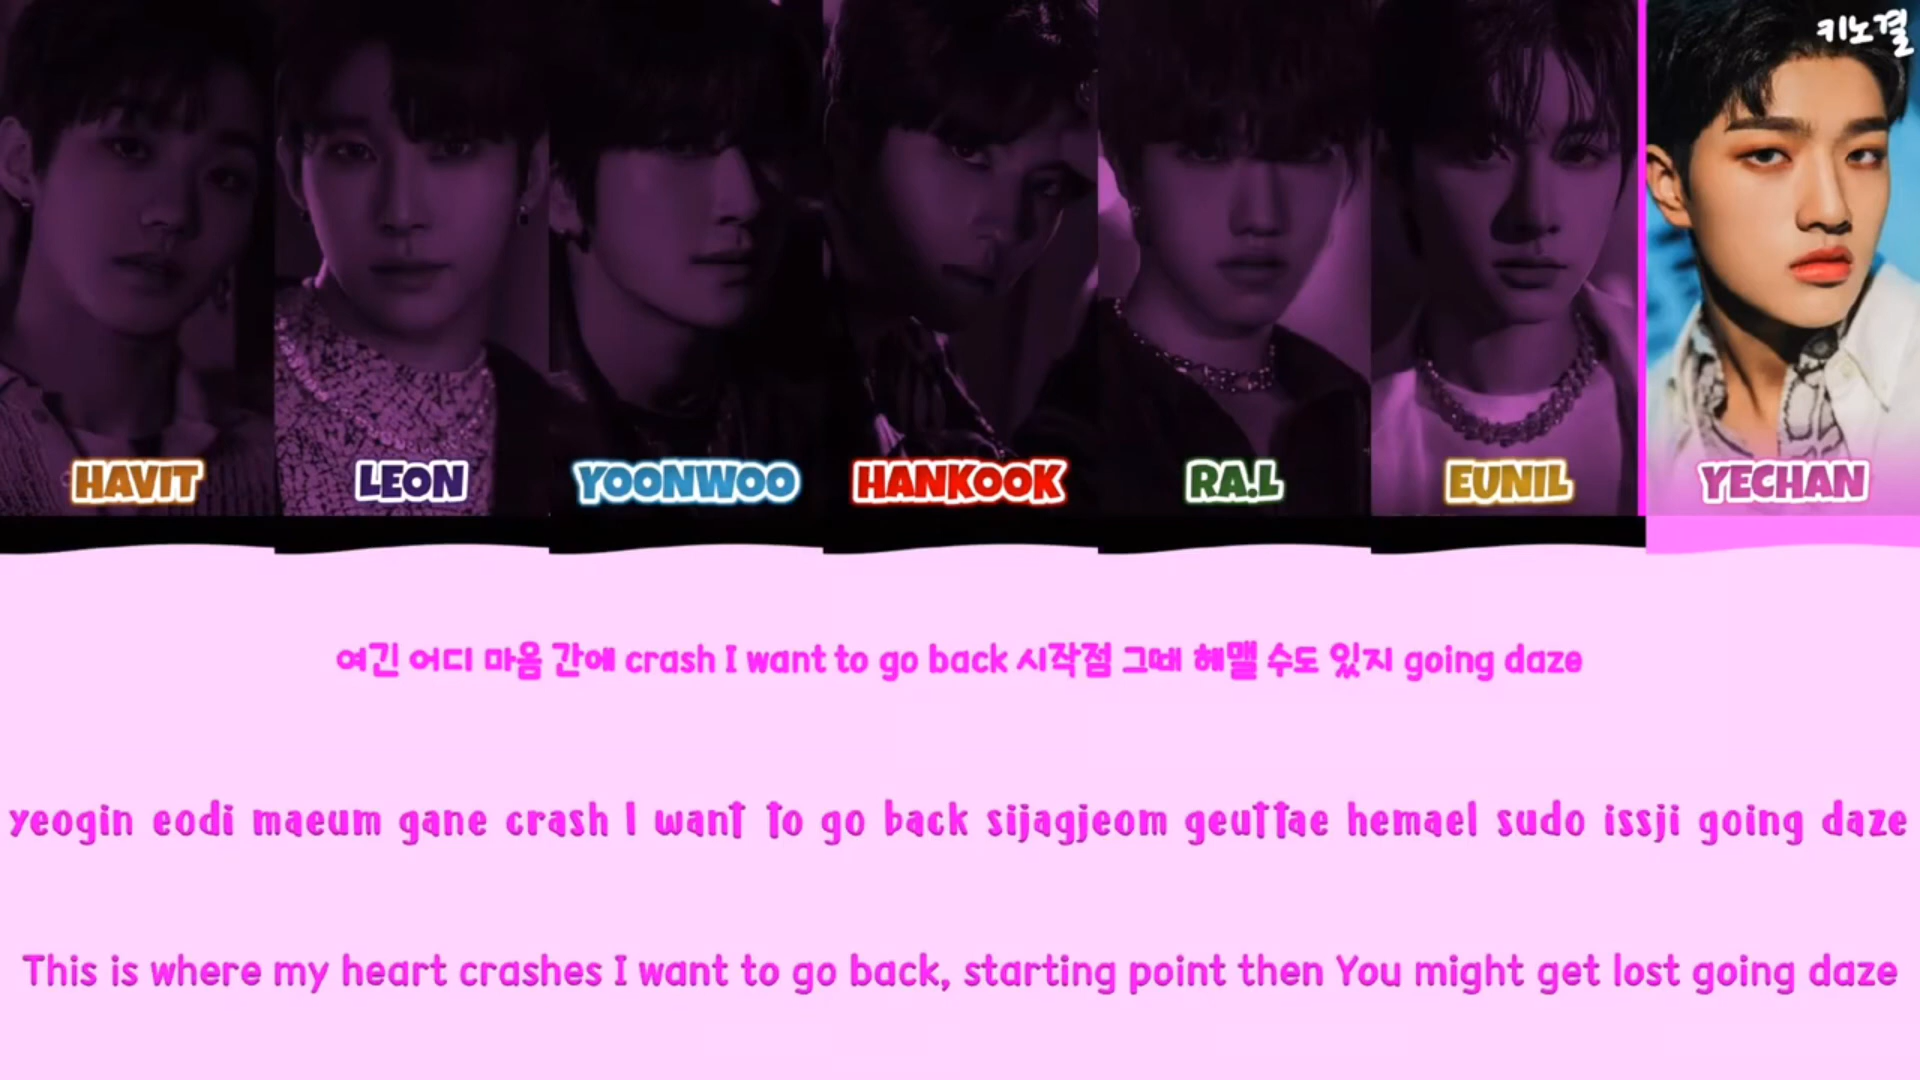 키노결
HAVIT
LEON
YOONWOO
HANKOOK
RA.L
EUNIL
YECHAN
여긴 어디 마음 간에 crash I want to go back 시작점 그때 헤맬 수도 있지 going daze
yeogin eodi maeum gane crash I want to go back sijagjeom geuttae hemael sudo issji going daze
This is where my heart crashes I want to go back, starting point then You might get lost going daze